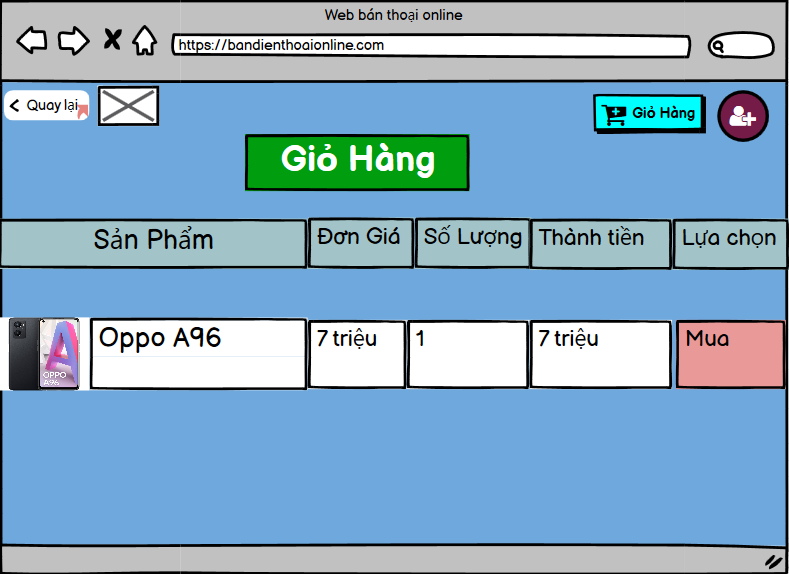 Web bán thoại online
https://bandienthoaionline.com
Quay lại
Giỏ Hàng
Giỏ Hàng
Sản Phẩm Đơn Giá Số Lượng Thành tiền Lựa chọn
Oppo A96 7 triệu 1 7 triệu Mua
A
OPPO
A96